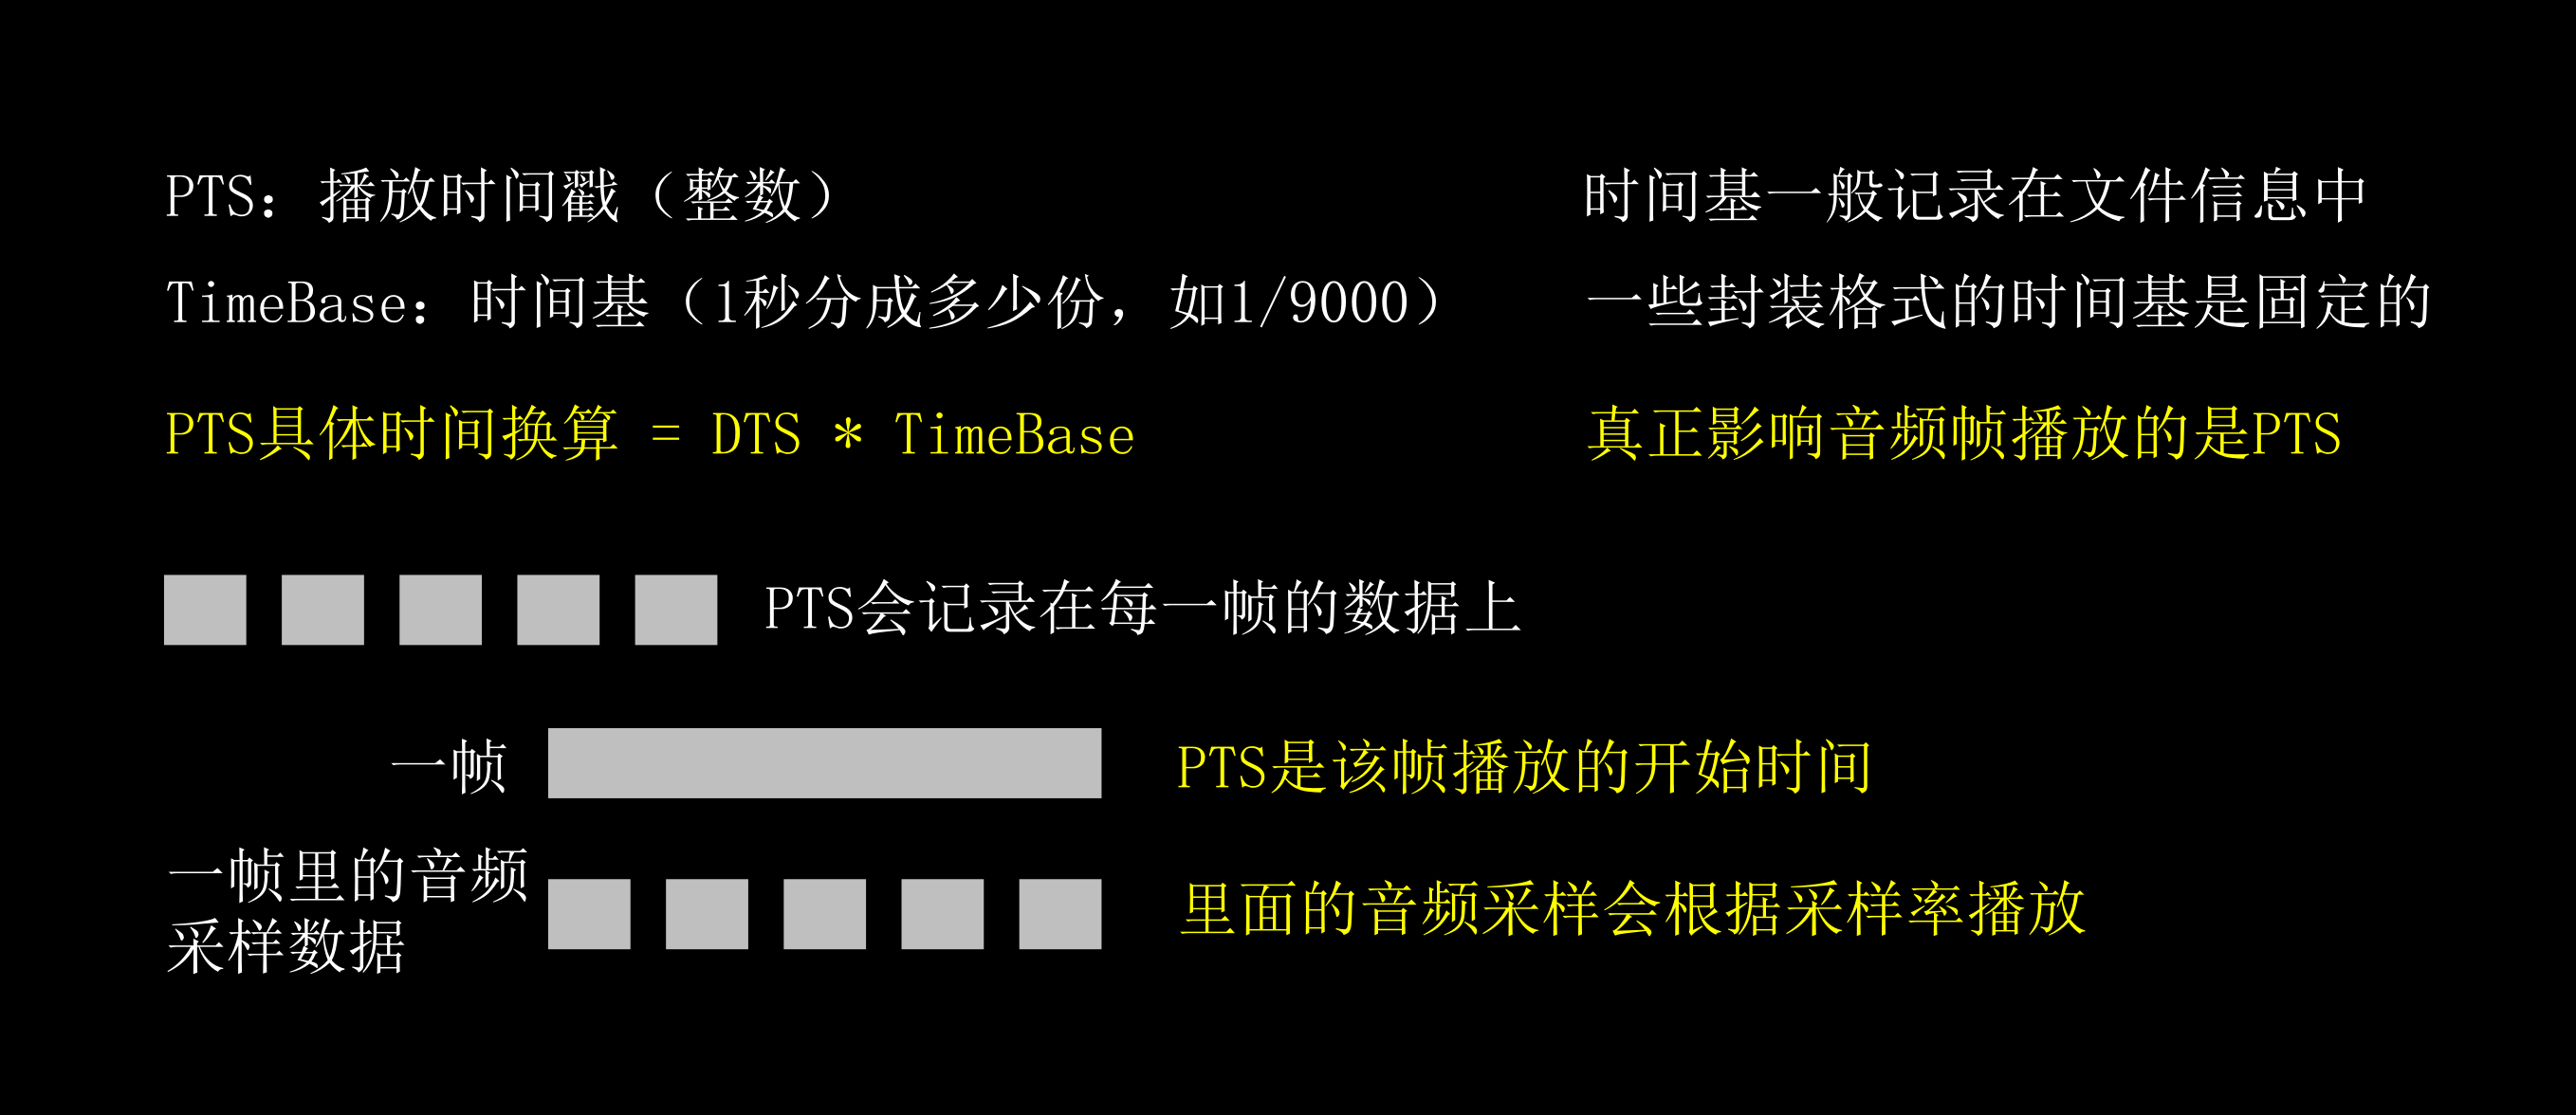 PTS：播放时间戳（整数）
时间基一般记录在文件信息中
TimeBase：时间基（1秒分成多少份，如1/9000）
一些封装格式的时间基是固定的
PTS具体时间换算 = DTS * TimeBase
真正影响音频帧播放的是PTS
PTS会记录在每一帧的数据上
一帧
PTS是该帧播放的开始时间
一帧里的音频
采样数据
里面的音频采样会根据采样率播放